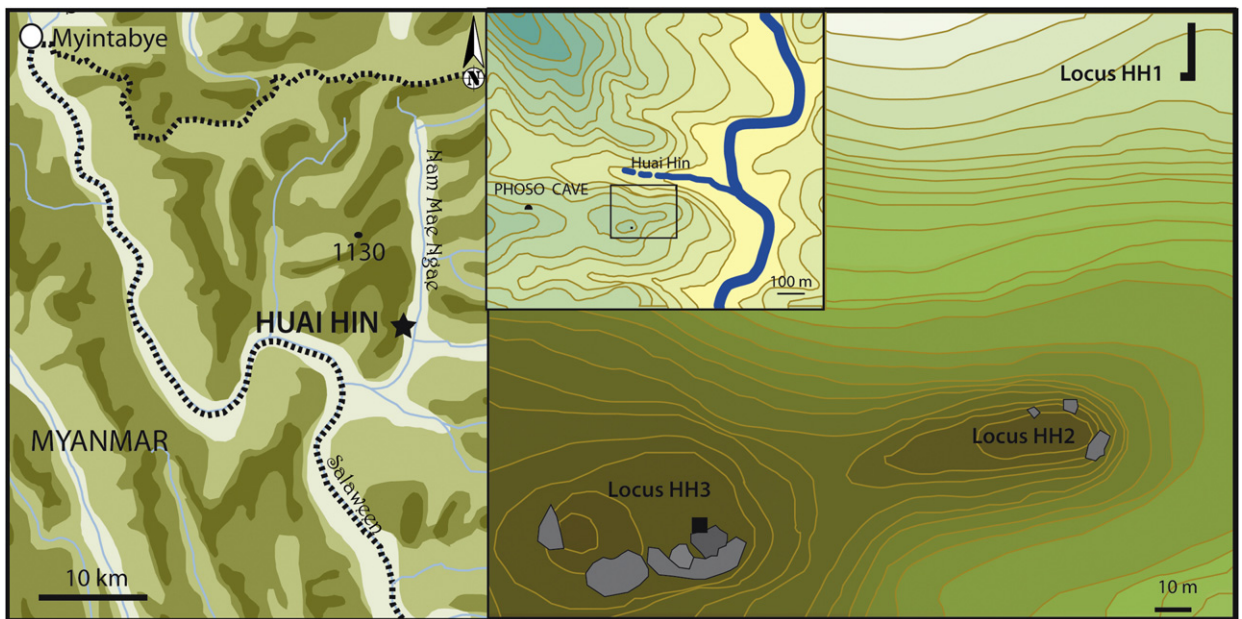 Myintabye
N
Nam Mae Ngae
1130
HUAI HIN
MYANMAR
Salaween
10 km
Huai Hin
PHOSO CAVE
100 m
Locus HH1
Locus HH2
Locus HH3
10 m